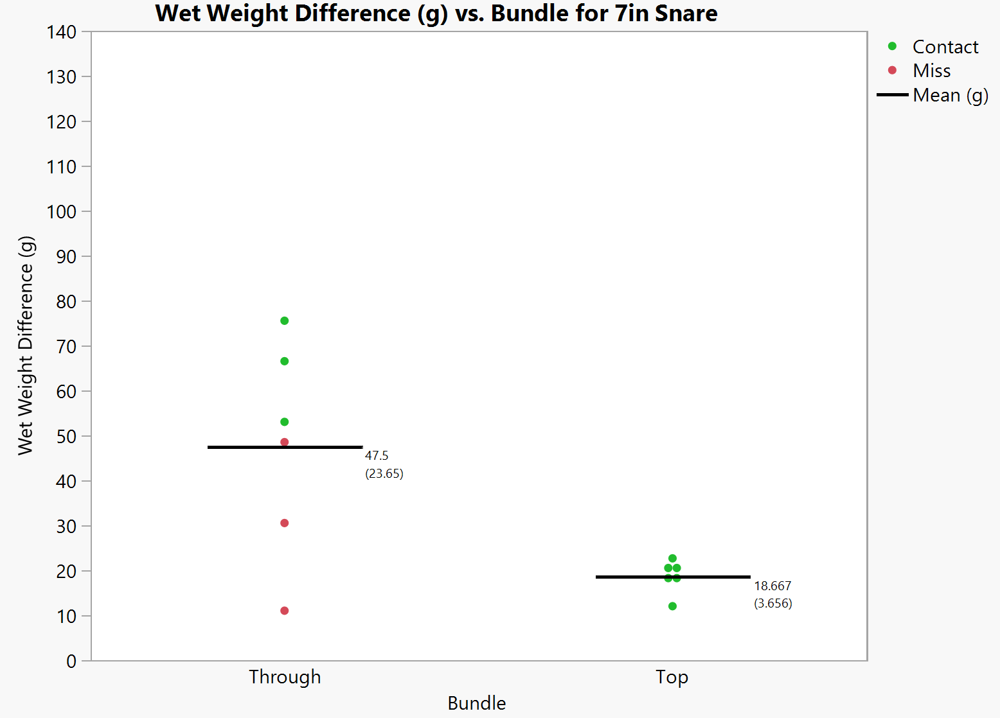 Wet Weight Difference (g) vs. Bundle for 7in Snare
Contact
Miss
Mean (g)
Wet Weight Difference (g)
140
130
120
110
100
90
80
70
60
50
40
30
20
10
0
47.5
(23.65)
18.667
(3.656)
Through
Top
Bundle